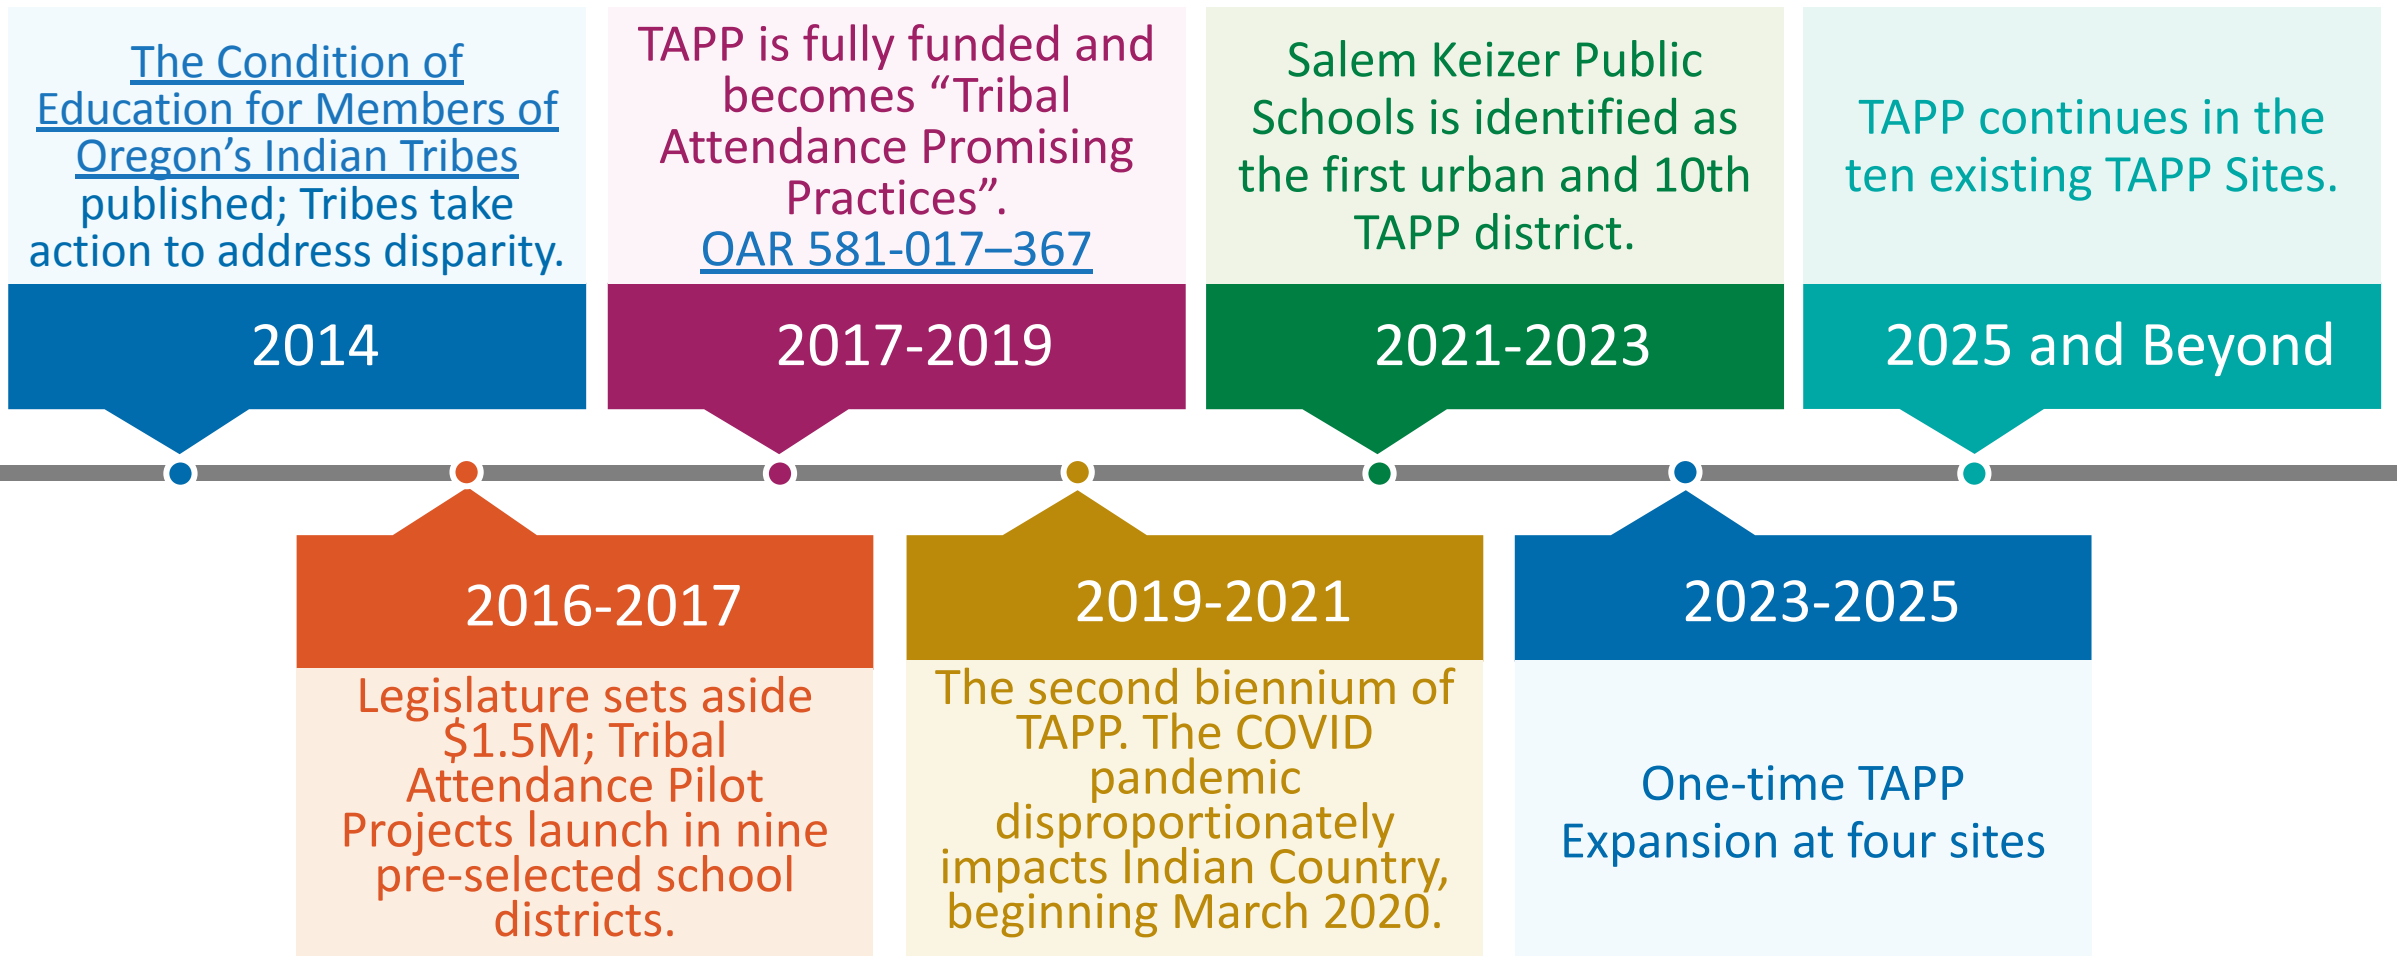 The Condition of
Education for Members of
Oregon’s Indian Tribes
published; Tribes take
action to address disparity.
2014
2016-2017
Legislature sets aside
$1.5M; Tribal
Attendance Pilot
Projects launch in nine
pre-selected school
districts.
TAPP is fully funded and
becomes “Tribal
Attendance Promising
Practices”.
OAR 581-017–367
2017-2019
2019-2021
The second biennium of
TAPP. The COVID
pandemic
disproportionately
impacts Indian Country,
beginning March 2020.
Salem Keizer Public
Schools is identified as
the first urban and 10th
TAPP district.
2021-2023
2023-2025
One-time TAPP
Expansion at four sites
TAPP continues in the
ten existing TAPP Sites.
2025 and Beyond